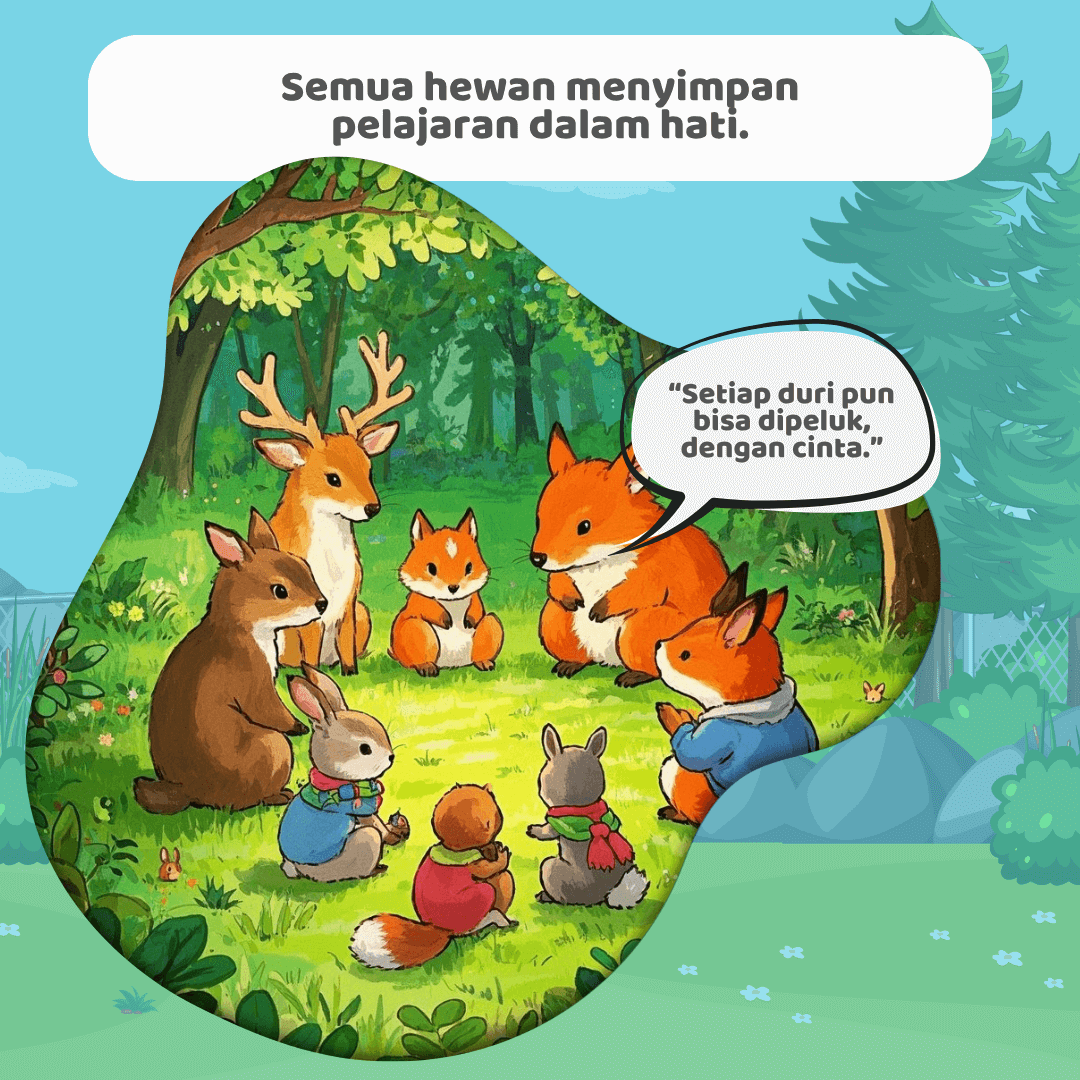 Semua hewan menyimpan
pelajaran dalam hati.
“Setiap duri pun
bisa dipeluk,
dengan cinta.”